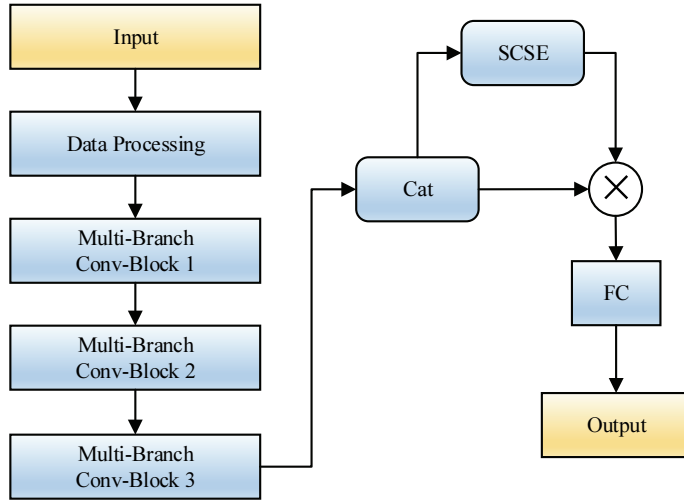 Input
Data Processing
Multi-Branch
Conv-Block 1
Multi-Branch
Conv-Block 2
Multi-Branch
Conv-Block 3
SCSE
Cat
FC
Output